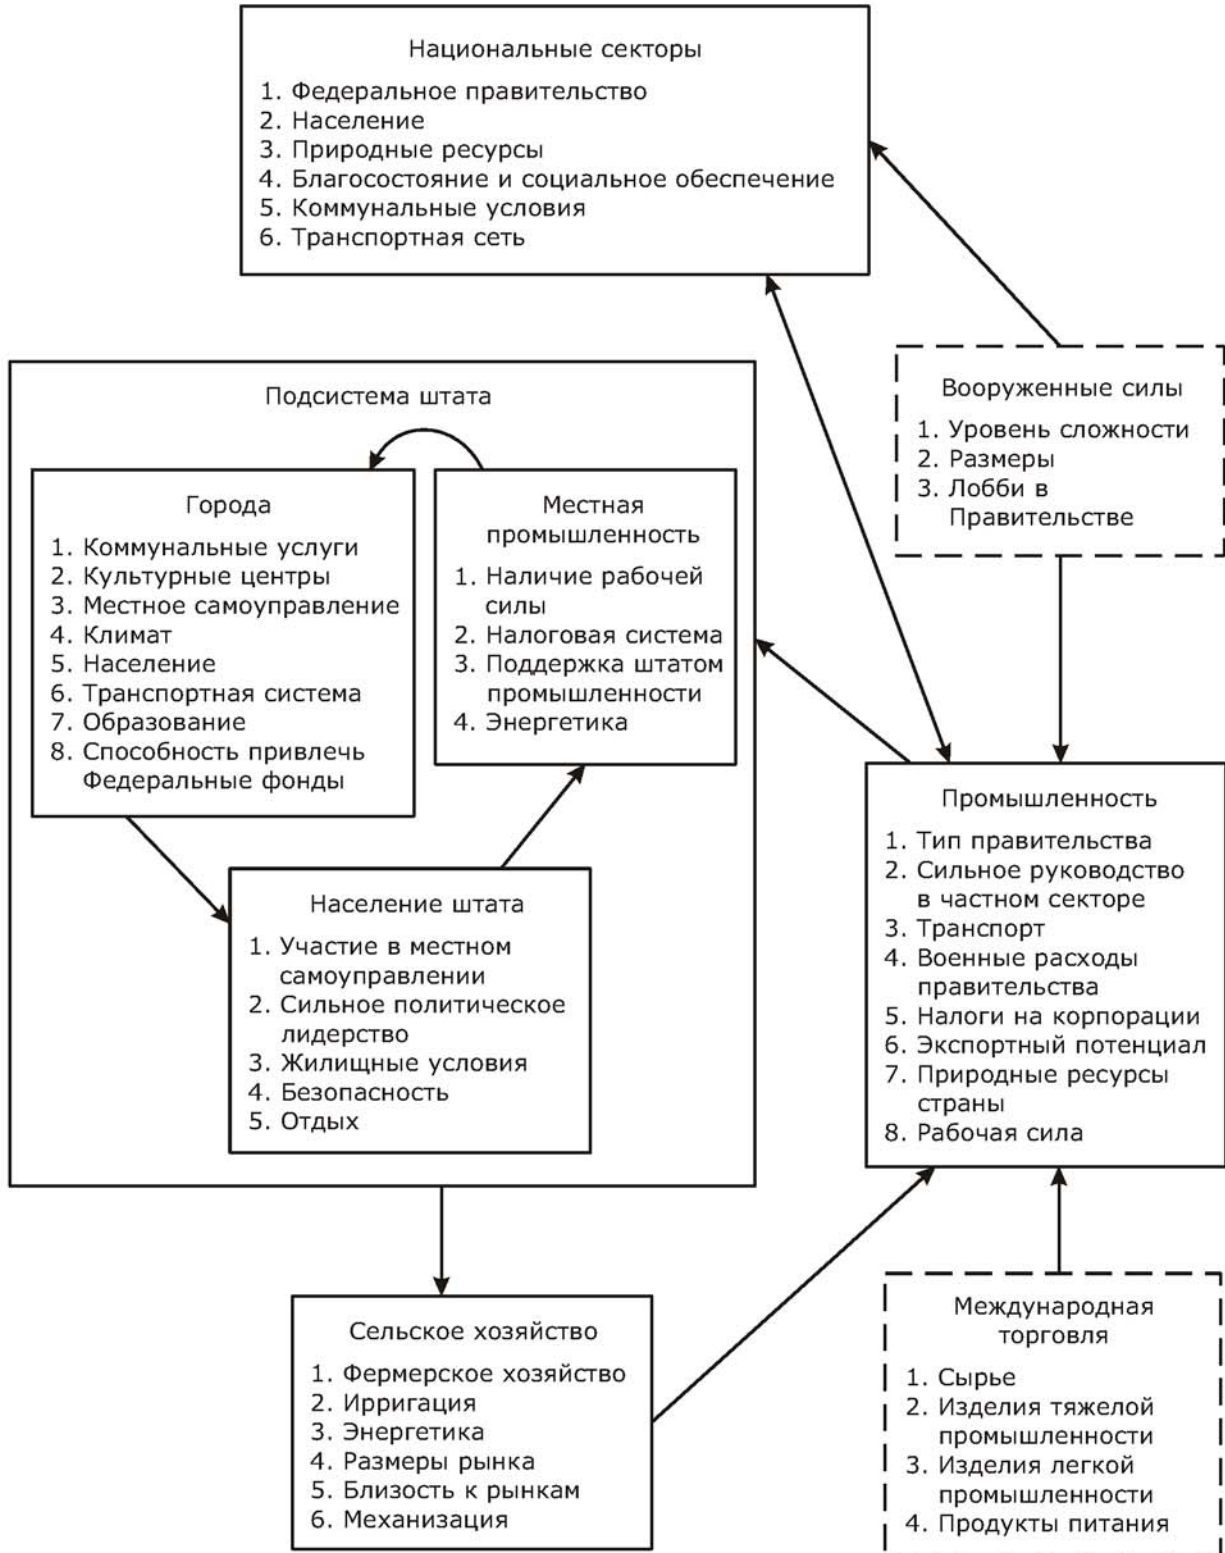 Национальные секторы
1. Федеральное правительство
2. Население
3. Природные ресурсы
4. Благосостояние и социальное обеспечение
5. Коммунальные условия
6. Транспортная сеть
Вооруженные силы
1. Уровень сложности
2. Размеры
3. Лобби в
Правительстве
Подсистема штата
Города
1. Коммунальные услуги
2. Культурные центры
3. Местное самоуправление
4. Климат
5. Население
6. Транспортная система
7. Образование
8. Способность привлечь
Федеральные фонды
Местная
промышленность
1. Наличие рабочей
силы
2. Налоговая система
3. Поддержка штатом
промышленности
4. Энергетика
Население штата
1. Участие в местном
самоуправлении
2. Сильное политическое
лидерство
3. Жилищные условия
4. Безопасность
5. Отдых
Промышленность
1. Тип правительства
2. Сильное руководство
в частном секторе
3. Транспорт
4. Военные расходы
правительства
5. Налоги на корпорации
6. Экспортный потенциал
7. Природные ресурсы
страны
8. Рабочая сила
Сельское хозяйство
1. Фермерское хозяйство
2. Ирригация
3. Энергетика
4. Размеры рынка
5. Близость к рынкам
6. Механизация
Международная
торговля
1. Сырье
2. Изделия тяжелой
промышленности
3. Изделия легкой
промышленности
4. Продукты питания